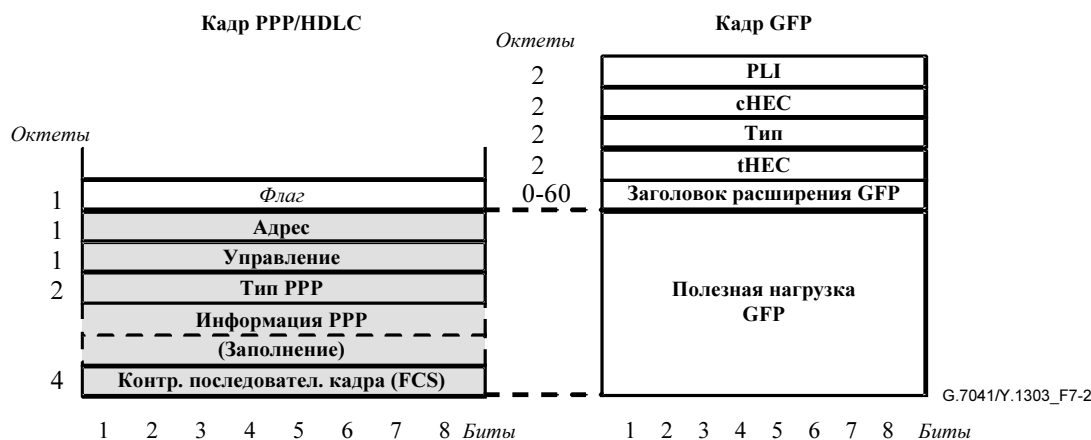 Кадр PPP/HDLC
Кадр GFP
Октеты
2 PLI
2 cHEC
2 Тип
2 tHEC
0-60 Заголовок расширения GFP
Полезная нагрузка
GFP
Октеты
1 Флаг
1 Адрес
1 Управление
2 Тип PPP
Информация PPP
(Заполнение)
4 Контр. последовател. кадра (FCS)
G.7041/Y.1303_F7-2
1 2 3 4 5 6 7 8 Биты
1 2 3 4 5 6 7 8 Биты